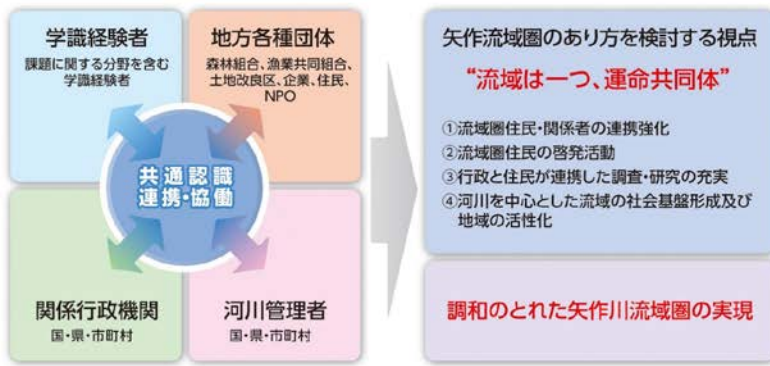 学識経験者
課題に関する分野を含む
学識経験者
地方各種団体
森林組合、漁業共同組合、
土地改良区、企業、住民、
NPO
共通認識
連携・協働
関係行政機関
国・県・市町村
河川管理者
国・県・市町村
矢作流域圏のあり方を検討する視点
“流域は一つ、運命共同体”
①流域圏住民・関係者の連携強化
②流域圏住民の啓発活動
③行政と住民が連携した調査・研究の充実
④河川を中心とした流域の社会基盤形成及び
地域の活性化
調和のとれた矢作川流域圏の実現